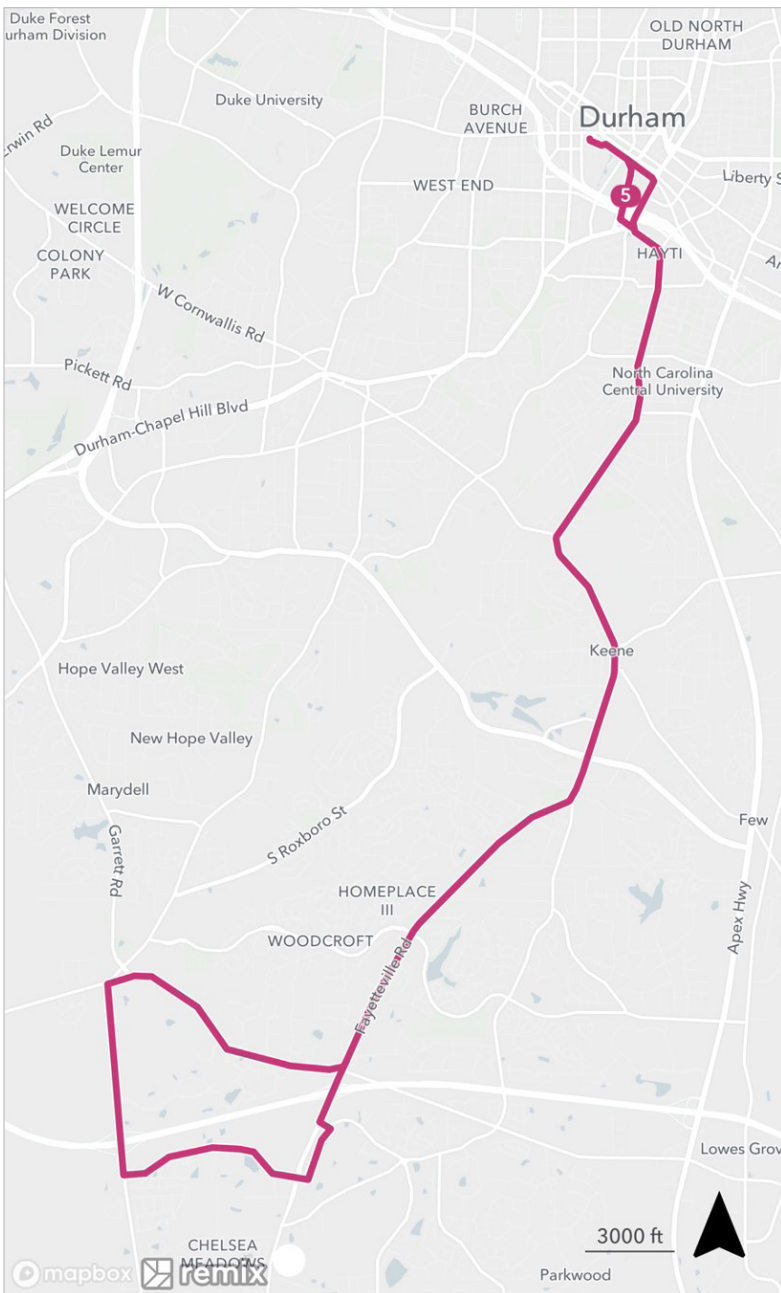 Duke Forest
urham Division
OLD NORTH
DURHAM
Duke University
BURCH
AVENUE
Durham
rwin Rd
Duke Lemur
Center
WEST END
Liberty S
5
WELCOME
CIRCLE
COLONY
PARK
HAYTI
W Cornwallis Rd
Pickett Rd
North Carolina
Central University
Durham-Chapel Hill Blvd
Keene
Hope Valley West
New Hope Valley
Marydell
Few
S Roxboro St
Garrett Rd
HOMEPLACE
III
WOODCROFT
Apex Hwy
Fayetteville Rd
Lowes Grov
CHELSEA
MEADOWS
3000 ft
Parkwood
mapbox
remix